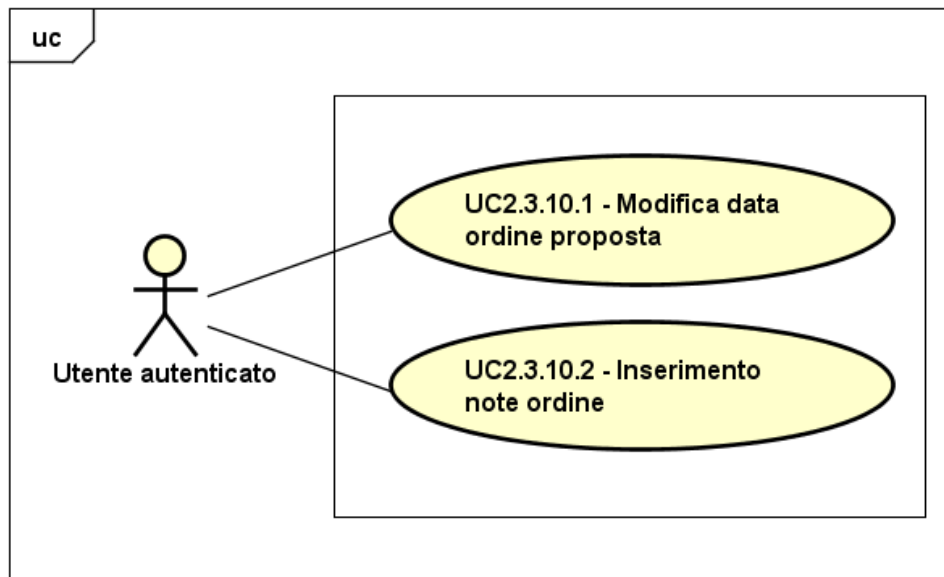 uc
UC2.3.10.1 - Modifica data
ordine proposta
Utente autenticato
UC2.3.10.2 - Inserimento
note ordine